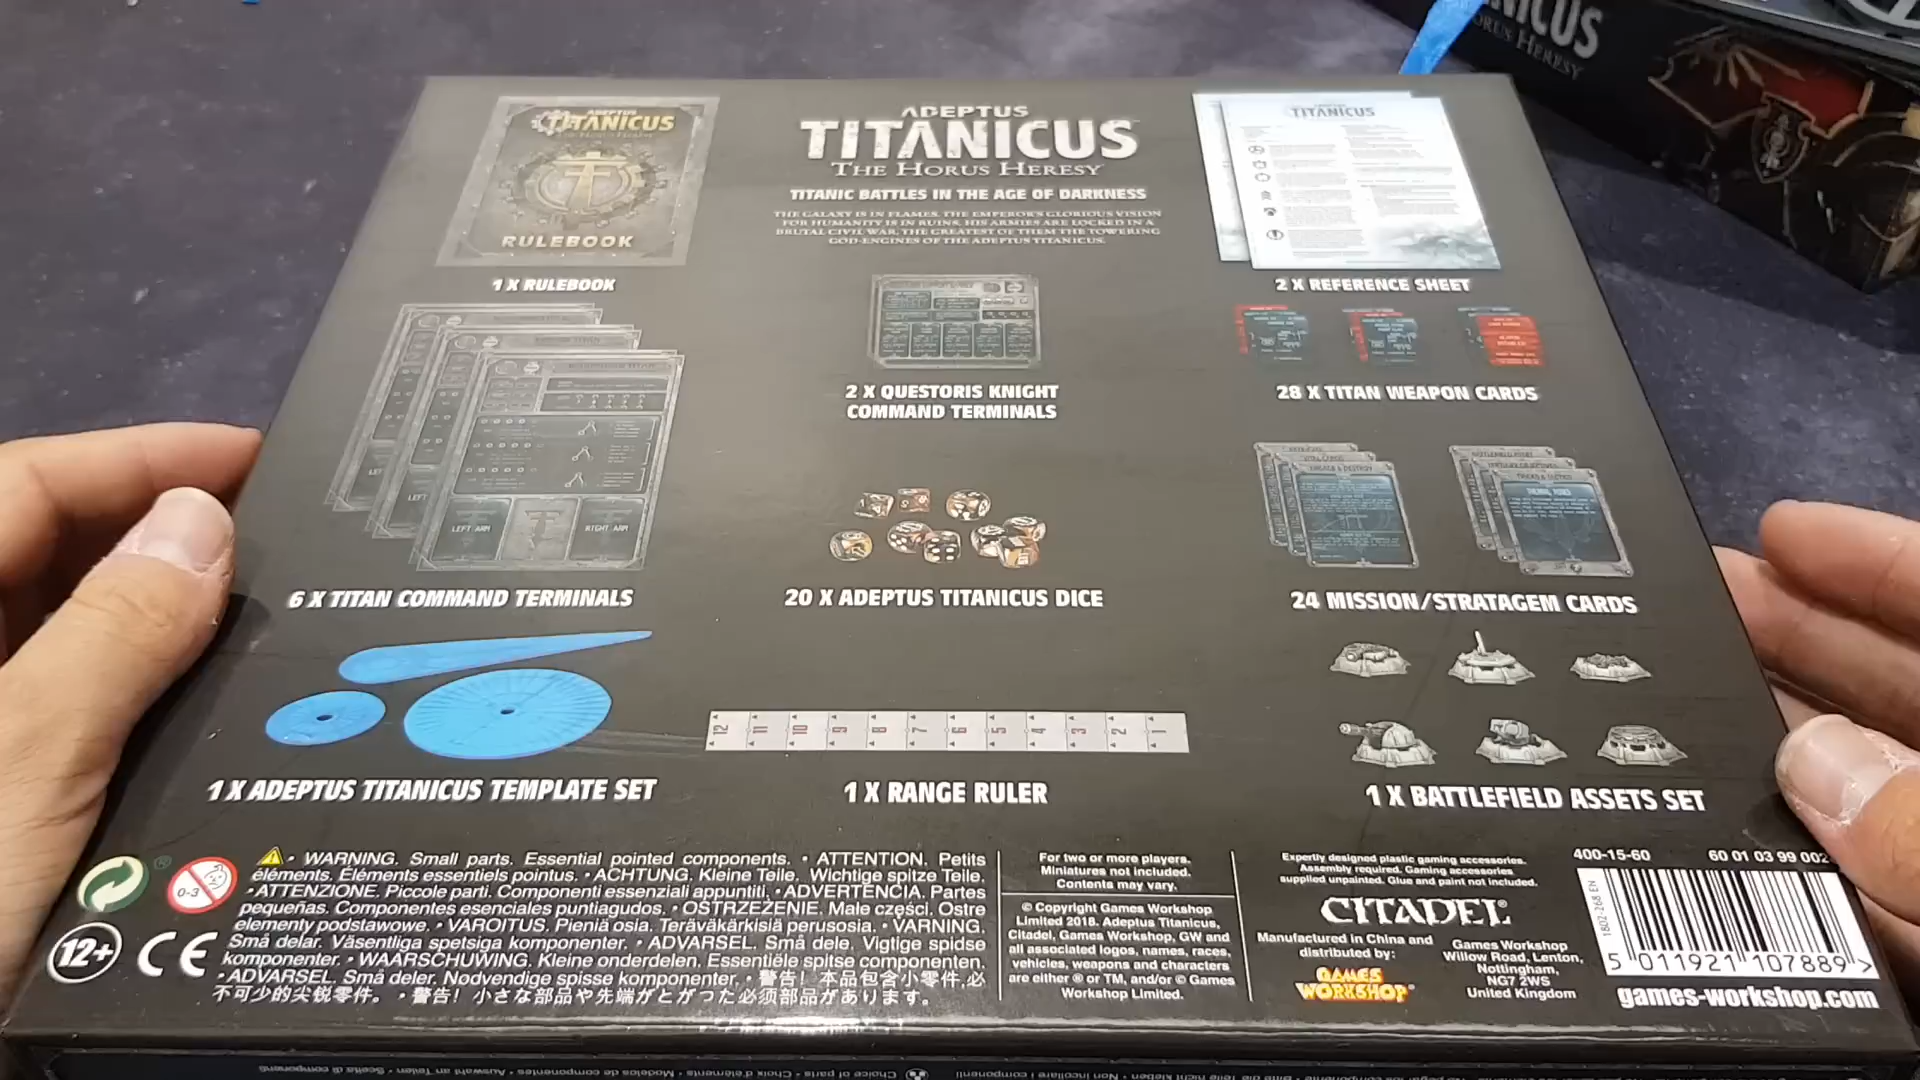 TITANICUS
HORUS HERESY
ADEPTUS
TITANICUS
THE HORUS HERESY
RULEBOOK
1 X RULEBOOK
ADEPTUS
TITANICUS
THE HORUS HERESY
TITANIC BATTLES IN THE AGE OF DARKNESS
THE GALAXY IS IN FLAMES. THE EMPEROR'S GLORIOUS VISION
FOR HUMANITY IS IN RUINS. HIS ARMIES ARE LOCKED IN A
BRUTAL CIVIL WAR, THE GREATEST OF THEM THE TOWERING
GOD-ENGINES OF THE ADEPTUS TITANICUS.
TITANICUS
2 X REFERENCE SHEET
2 X QUESTORIS KNIGHT
COMMAND TERMINALS
28 X TITAN WEAPON CARDS
LEFT ARM
RIGHT ARM
6 X TITAN COMMAND TERMINALS
20 X ADEPTUS TITANICUS DICE
24 MISSION/STRATAGEM CARDS
1 X ADEPTUS TITANICUS TEMPLATE SET
12 11 10 9 8 7 6 5 4 3 2 1
1 X RANGE RULER
1 X BATTLEFIELD ASSETS SET
0-3
12+
CE
• WARNING. Small parts. Essential pointed components. • ATTENTION. Petits
éléments. Éléments essentiels pointus. • ACHTUNG. Kleine Teile. Wichtige spitze Teile.
• ATTENZIONE. Piccole parti. Componenti essenziali appuntiti. • ADVERTENCIA. Partes
pequeñas. Componentes esenciales puntiagudos. • OSTRZEŻENIE. Małe części. Ostre
elementy podstawowe. • VAROITUS. Pieniä osia. Teräväkärkisiä perusosia. • VARNING.
Små delar. Väsentliga spetsiga komponenter. • ADVARSEL. Små dele. Vigtige spidse
komponenter. • WAARSCHUWING. Kleine onderdelen. Essentiële spitse componenten.
• ADVARSEL. Små deler. Nødvendige spisse komponenter. • 警告！本品包含小零件,必
不可少的尖锐零件。 • 警告！小さな部品や先端がとがった必须部品があります。
For two or more players.
Miniatures not included.
Contents may vary.
© Copyright Games Workshop
Limited 2018. Adeptus Titanicus,
Citadel, Games Workshop, GW and
all associated logos, names, races,
vehicles, weapons and characters
are either ® or TM, and/or © Games
Workshop Limited.
Expertly designed plastic gaming accessories.
Assembly required. Gaming accessories
supplied unpainted. Glue and paint not included.
CITADEL®
Manufactured in China and
distributed by:
GAMES
WORKSHOP®
Games Workshop
Willow Road, Lenton,
Nottingham,
NG7 2WS
United Kingdom
400-15-60
60 01 03 99 002
1802-268 EN
5 011921 107889 >
games-workshop.com